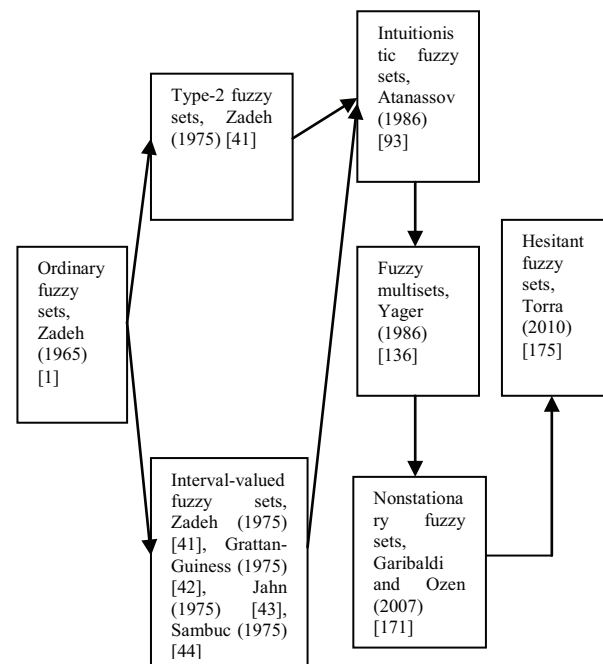 Ordinary
fuzzy
sets,
Zadeh
(1965)
[1]
Type-2 fuzzy
sets, Zadeh
(1975) [41]
Interval-valued
fuzzy sets,
Zadeh (1975)
[41], Grattan-
Guiness (1975)
[42], Jahn
(1975) [43],
Sambuc (1975)
[44]
Intuitionis
tic fuzzy
sets,
Atanassov
(1986)
[93]
Fuzzy
multisets,
Yager
(1986)
[136]
Nonstationa
ry fuzzy
sets,
Garibaldi
and Ozen
(2007)
[171]
Hesitant
fuzzy
sets,
Torra
(2010)
[175]